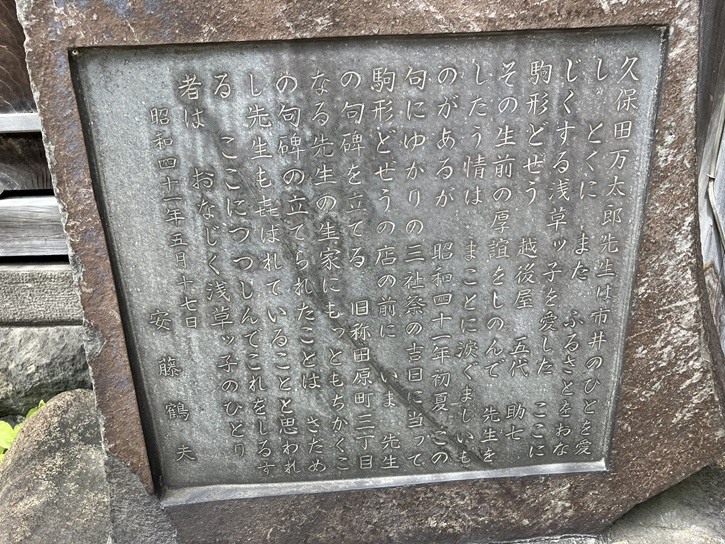 久保田万太郎先生は市井のひとを愛
し とくに また ふるさとをおな
じくする浅草ッ子を愛した ここに
駒形どぜう 越後屋 五代 助七
その生前の厚誼をしのんで 先生を
したう情は まことに涙ぐましいも
のがあるが 昭和四十一年初夏 この
句にゆかりの三社祭の吉日に当って
駒形どぜうの店の前に いま 先生
の句碑を立てる 旧称田原町三丁目
なる先生の生家にもっともちかくこ
の句碑の立てられたことは さだめ
し先生も㐂ばれていることと思われ
る ここにつつしんでこれをしるす
者は おなじく浅草ッ子のひとり
昭和四十一年五月十七日
安藤鶴夫